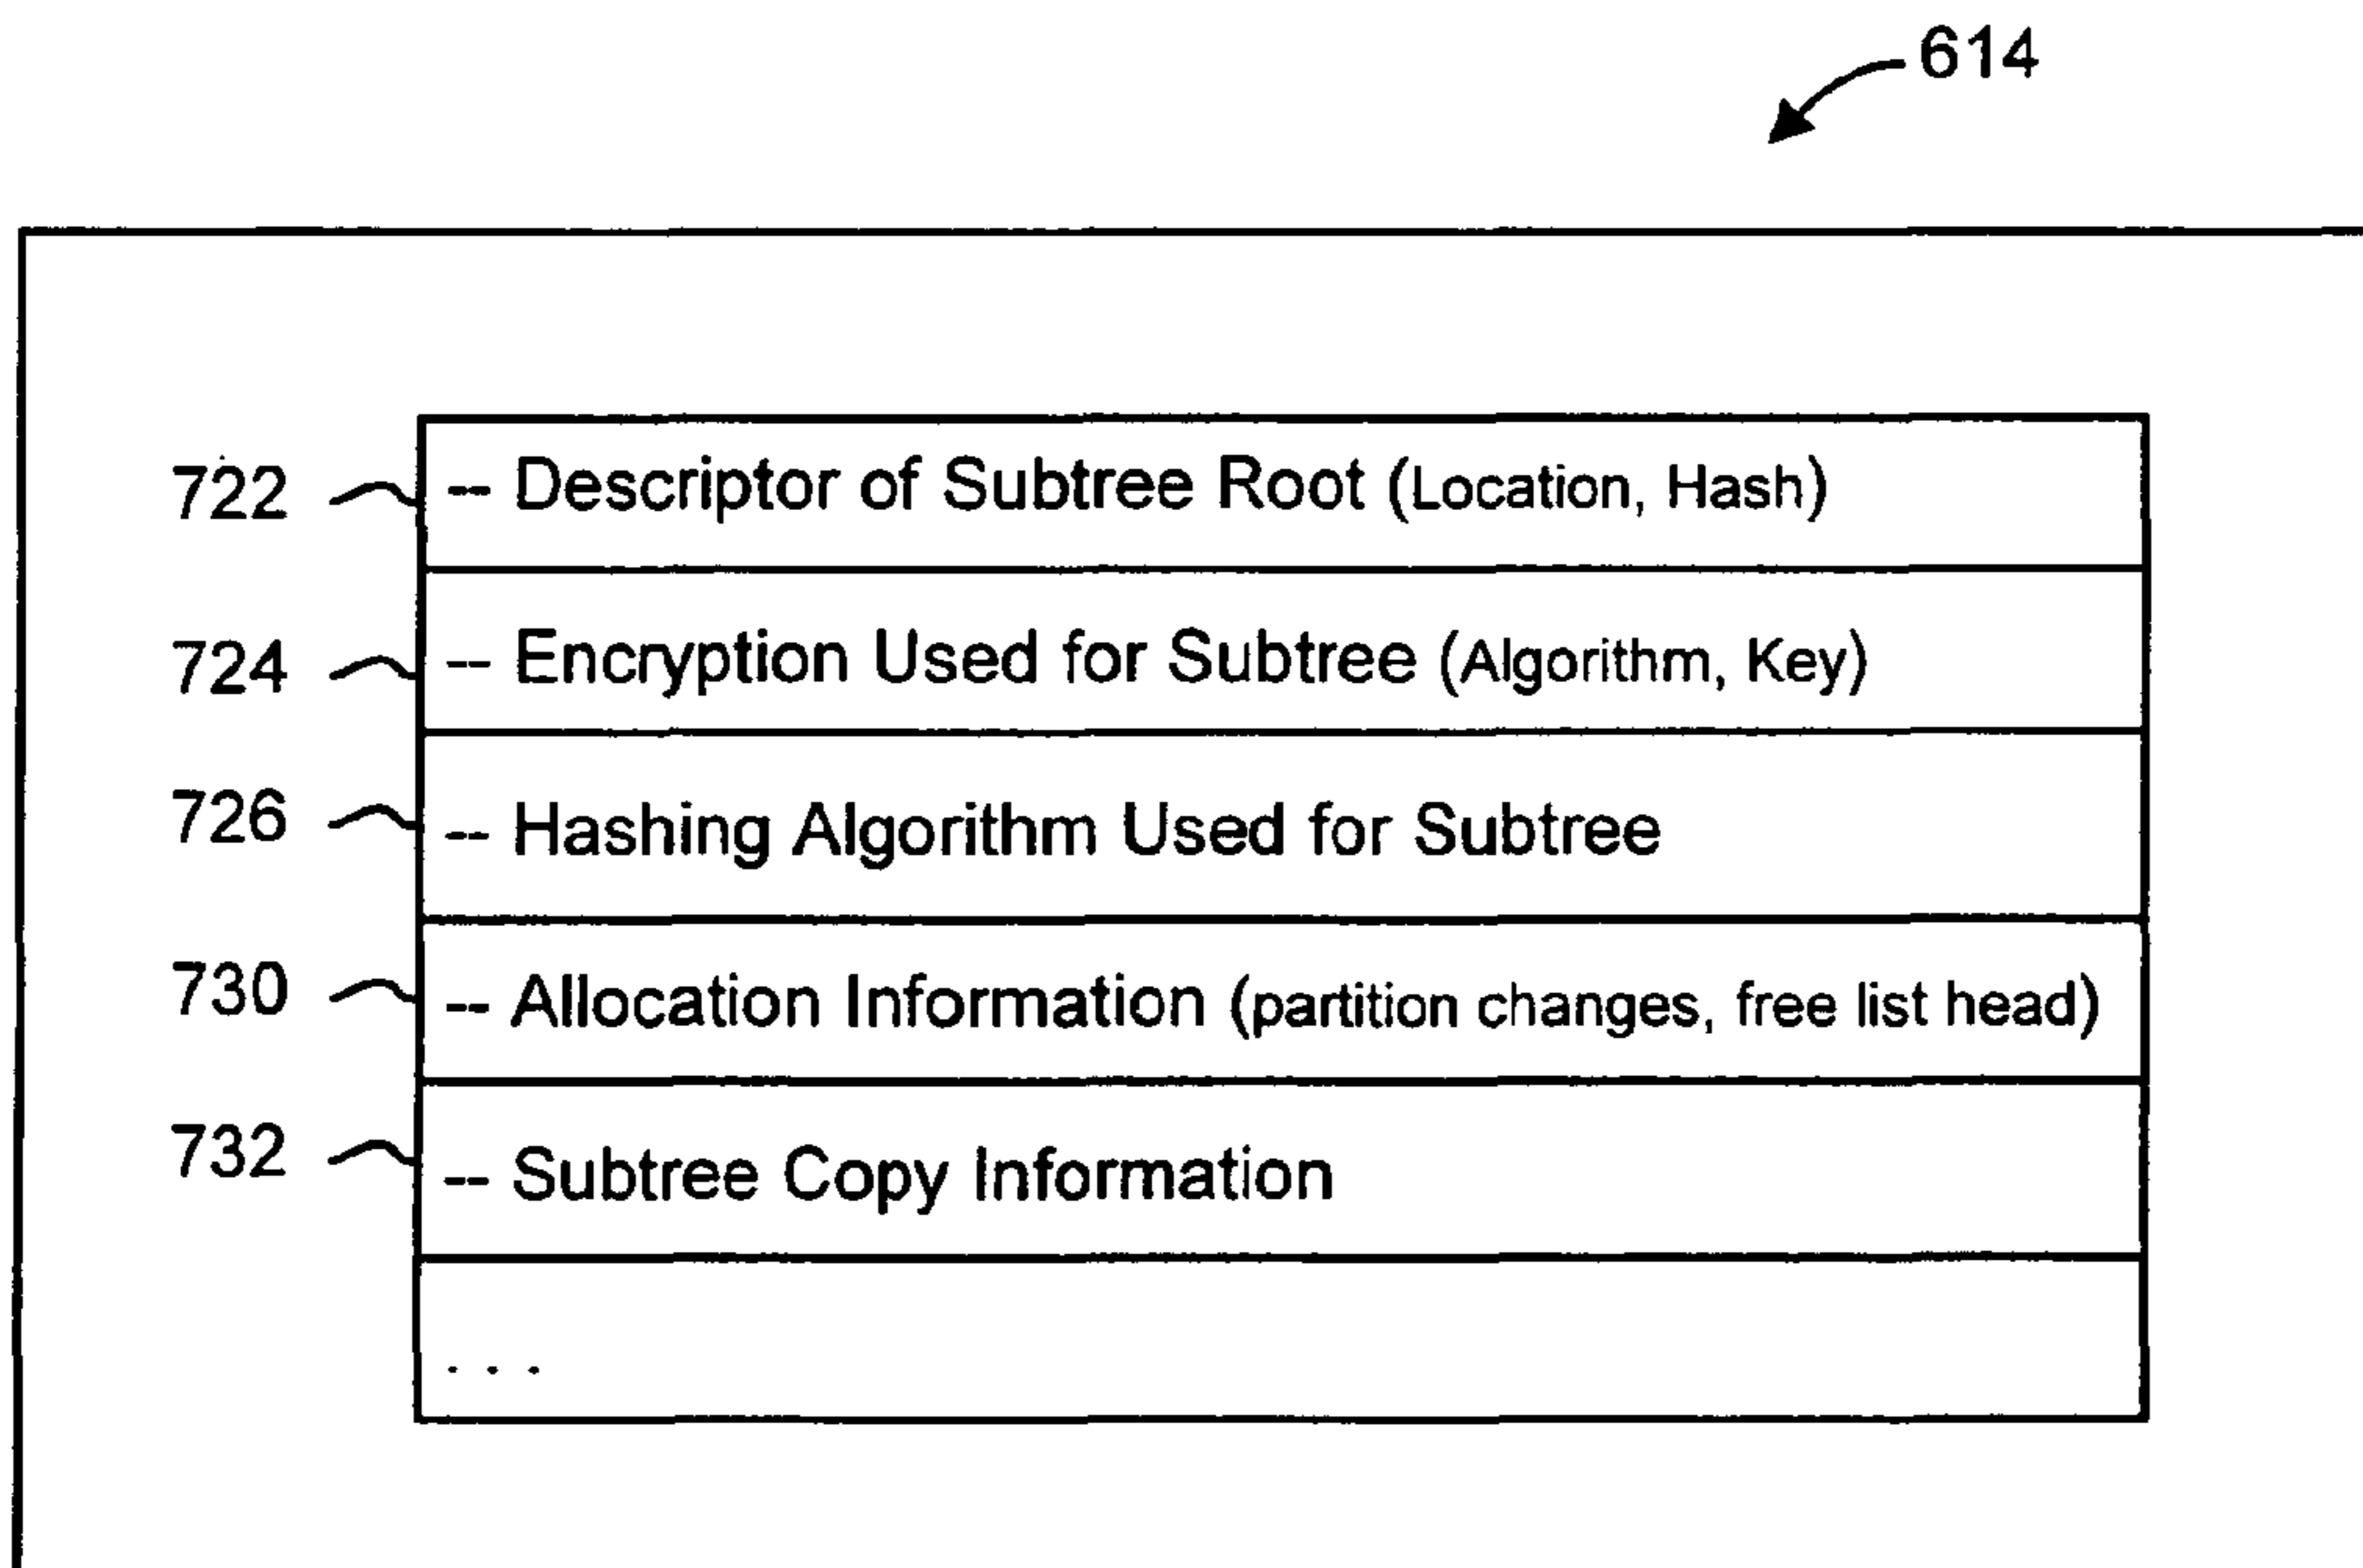 614
722 -- Descriptor of Subtree Root (Location, Hash)
724 -- Encryption Used for Subtree (Algorithm, Key)
726 -- Hashing Algorithm Used for Subtree
730 -- Allocation Information (partition changes, free list head)
732 -- Subtree Copy Information
. . .